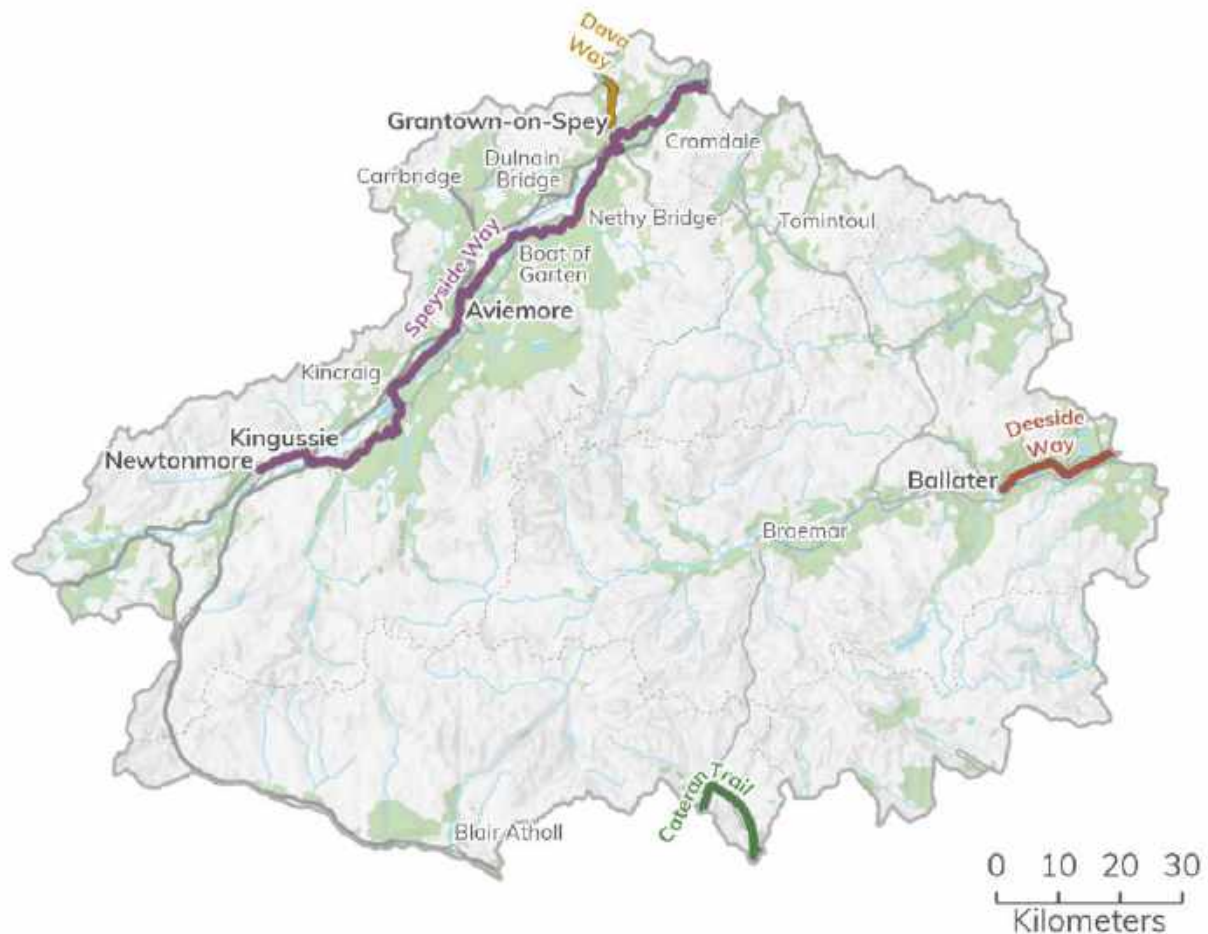 Dava
Way
Grantown-on-Spey
Cromdale
Dulnain
Bridge
Carrbridge
Nethy Bridge
Tomintoul
Speyside Way
Boat of
Garten
Aviemore
Kincraig
Kingussie
Newtonmore
Deeside
Way
Ballater
Braemar
Cateran Trail
Blair Atholl
0 10 20 30
Kilometers